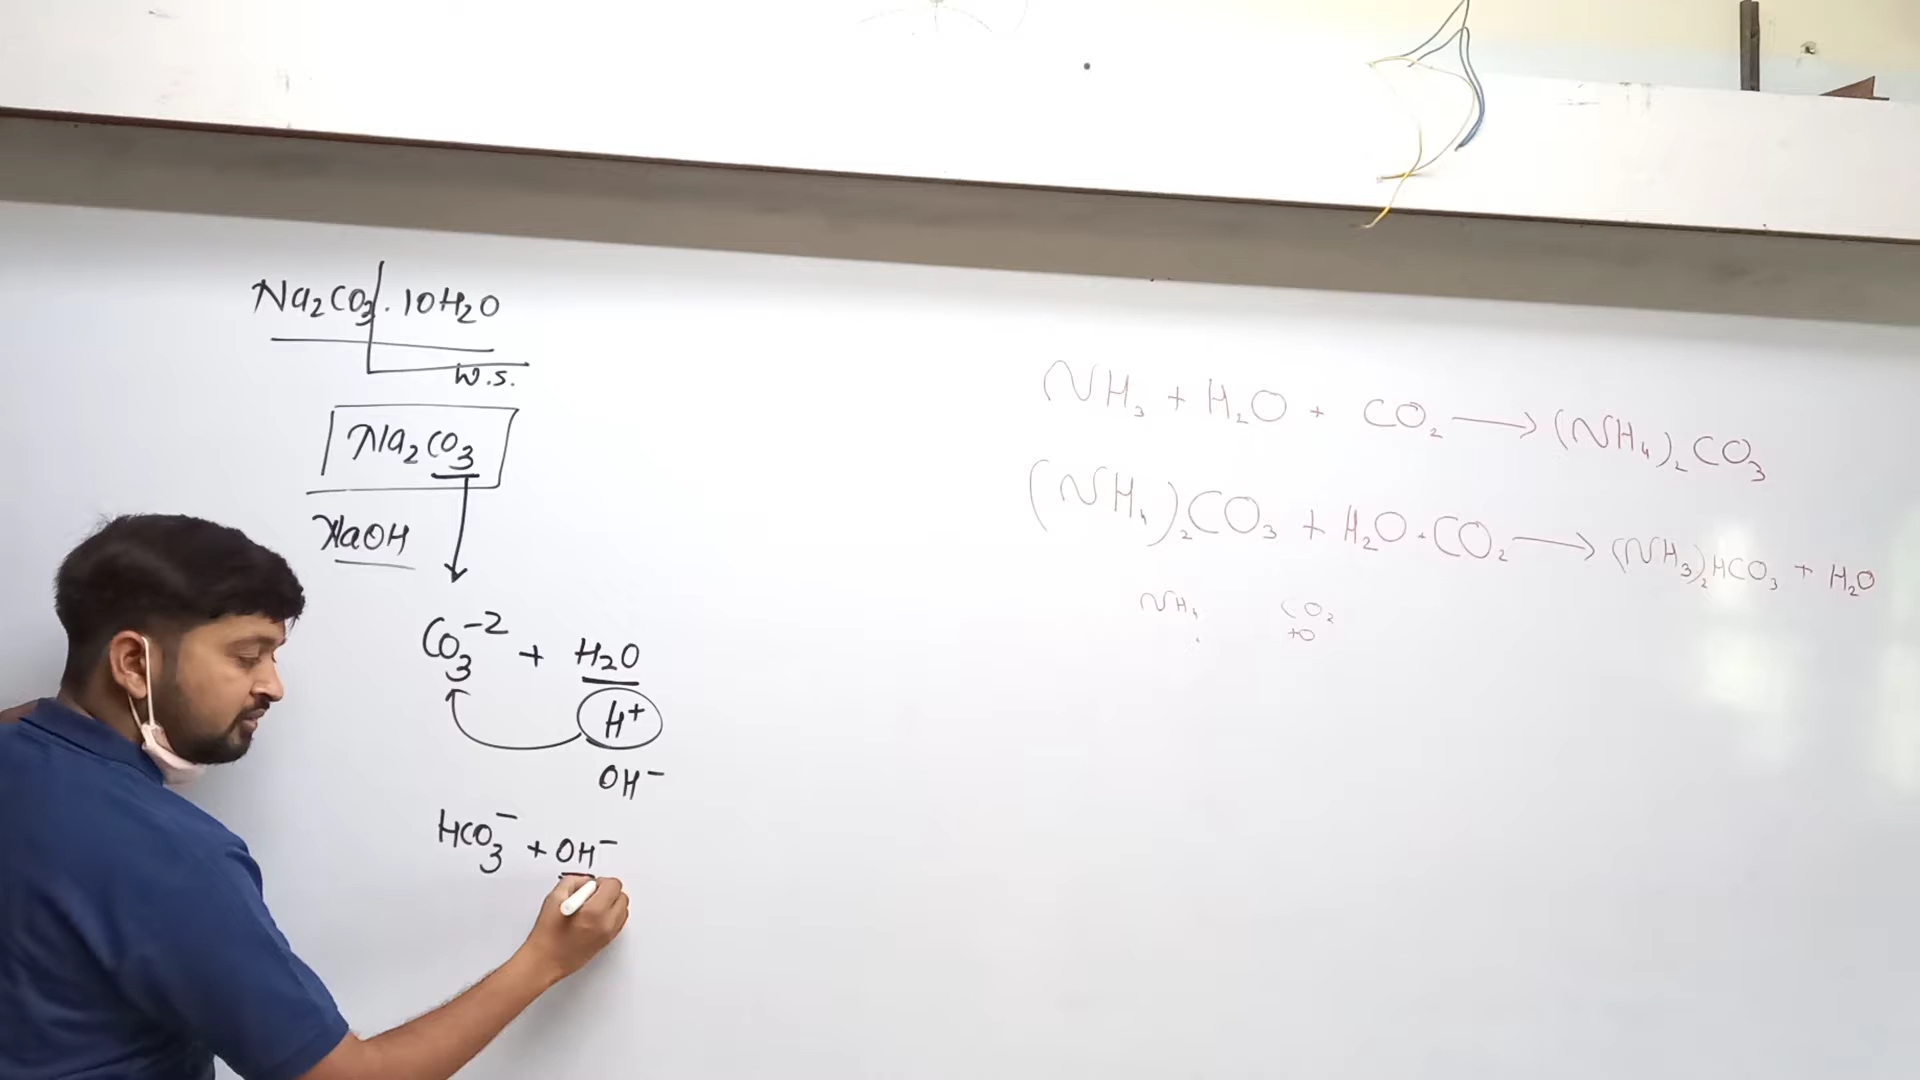 Na₂CO₃ . 10H₂O
W.S.
Na₂CO₃
NaOH
CO₃⁻² + H₂O
H⁺
OH⁻
HCO₃⁻ + OH⁻
NH₃ + H₂O + CO₂ ⟶ (NH₄)₂CO₃
(NH₄)₂CO₃ + H₂O + CO₂ ⟶ (NH₃)₂HCO₃ + H₂O
NH₄ CO₂
+O